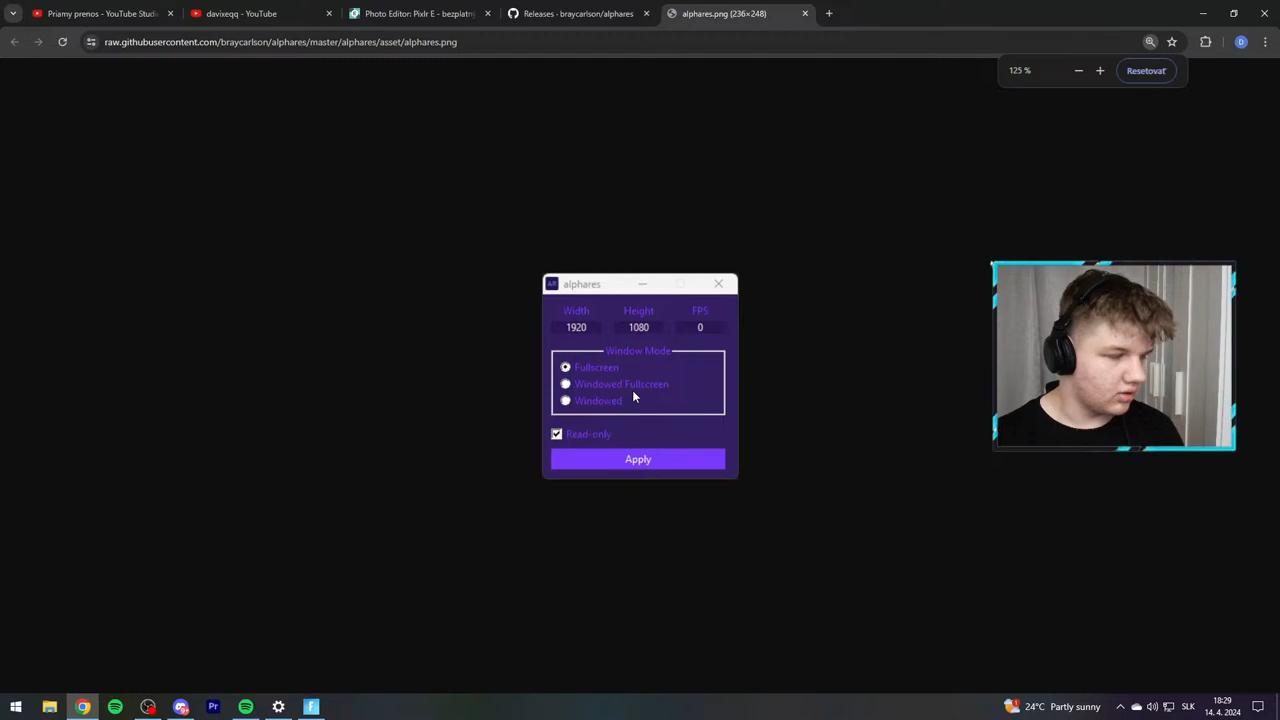 Priamy prenos - YouTube Studi
davixeqq - YouTube
Photo Editor: Pixlr E - bezplatn
Releases · braycarlson/alphares
alphares.png (236×248)
raw.githubusercontent.com/braycarlson/alphares/master/alphares/asset/alphares.png
125 %
Resetovať
D
AR alphares
Width Height FPS
1920 1080 0
Window Mode
Fullscreen
Windowed Fullscreen
Windowed
Read-only
Apply
24°C Partly sunny
SLK
18:29
14. 4. 2024